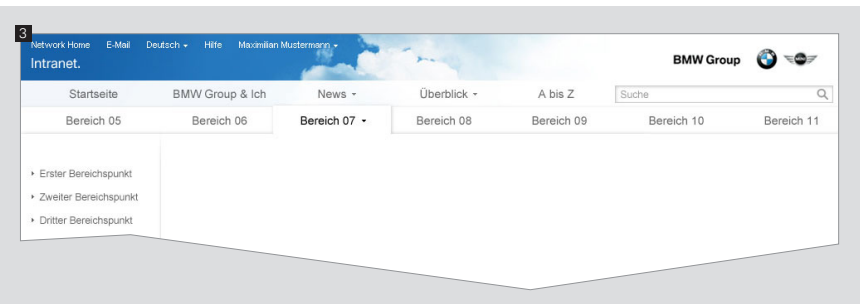 3
Network Home E-Mail Deutsch Hilfe Maximilian Mustermann
Intranet.
BMW Group
Startseite BMW Group & Ich News Überblick A bis Z Suche
Bereich 05 Bereich 06 Bereich 07 Bereich 08 Bereich 09 Bereich 10 Bereich 11
Erster Bereichspunkt
Zweiter Bereichspunkt
Dritter Bereichspunkt